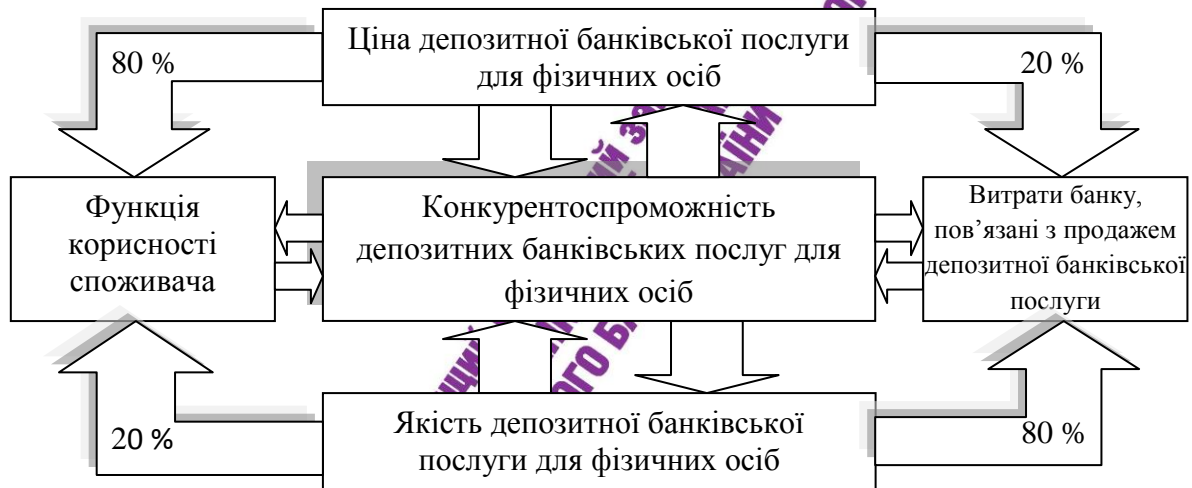 Ціна депозитної банківської послуги
для фізичних осіб
80 %
20 %
Функція
корисності
споживача
Конкурентоспроможність
депозитних банківських послуг для
фізичних осіб
Витрати банку,
пов’язані з продажем
депозитної банківської
послуги
Якість депозитної банківської
послуги для фізичних осіб
20 %
80 %